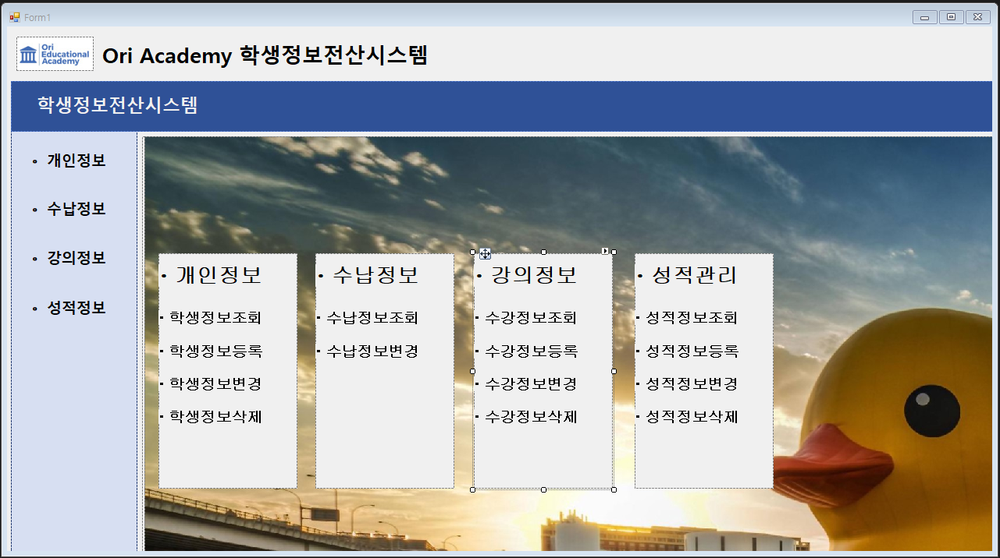 Form1
Ori
Educational
Academy
Ori Academy 학생정보전산시스템
학생정보전산시스템
• 개인정보
• 수납정보
• 강의정보
• 성적정보
· 개인정보
· 학생정보조회
· 학생정보등록
· 학생정보변경
· 학생정보삭제
· 수납정보
· 수납정보조회
· 수납정보변경
· 강의정보
· 수강정보조회
· 수강정보등록
· 수강정보변경
· 수강정보삭제
· 성적관리
· 성적정보조회
· 성적정보등록
· 성적정보변경
· 성적정보삭제